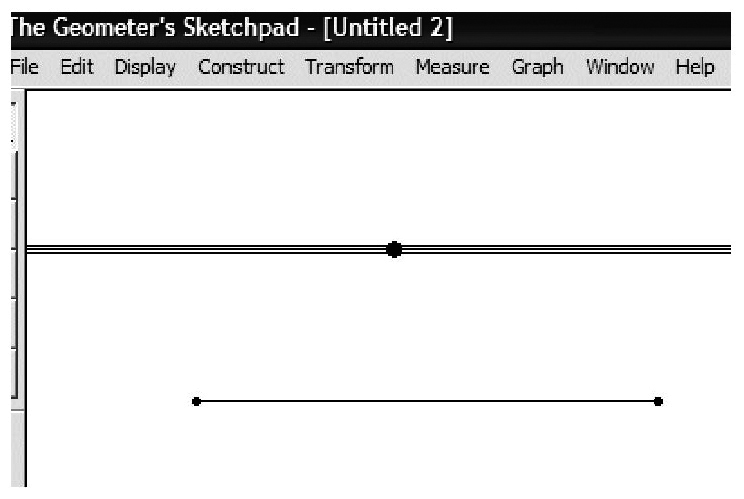 The Geometer's Sketchpad - [Untitled 2]
File Edit Display Construct Transform Measure Graph Window Help